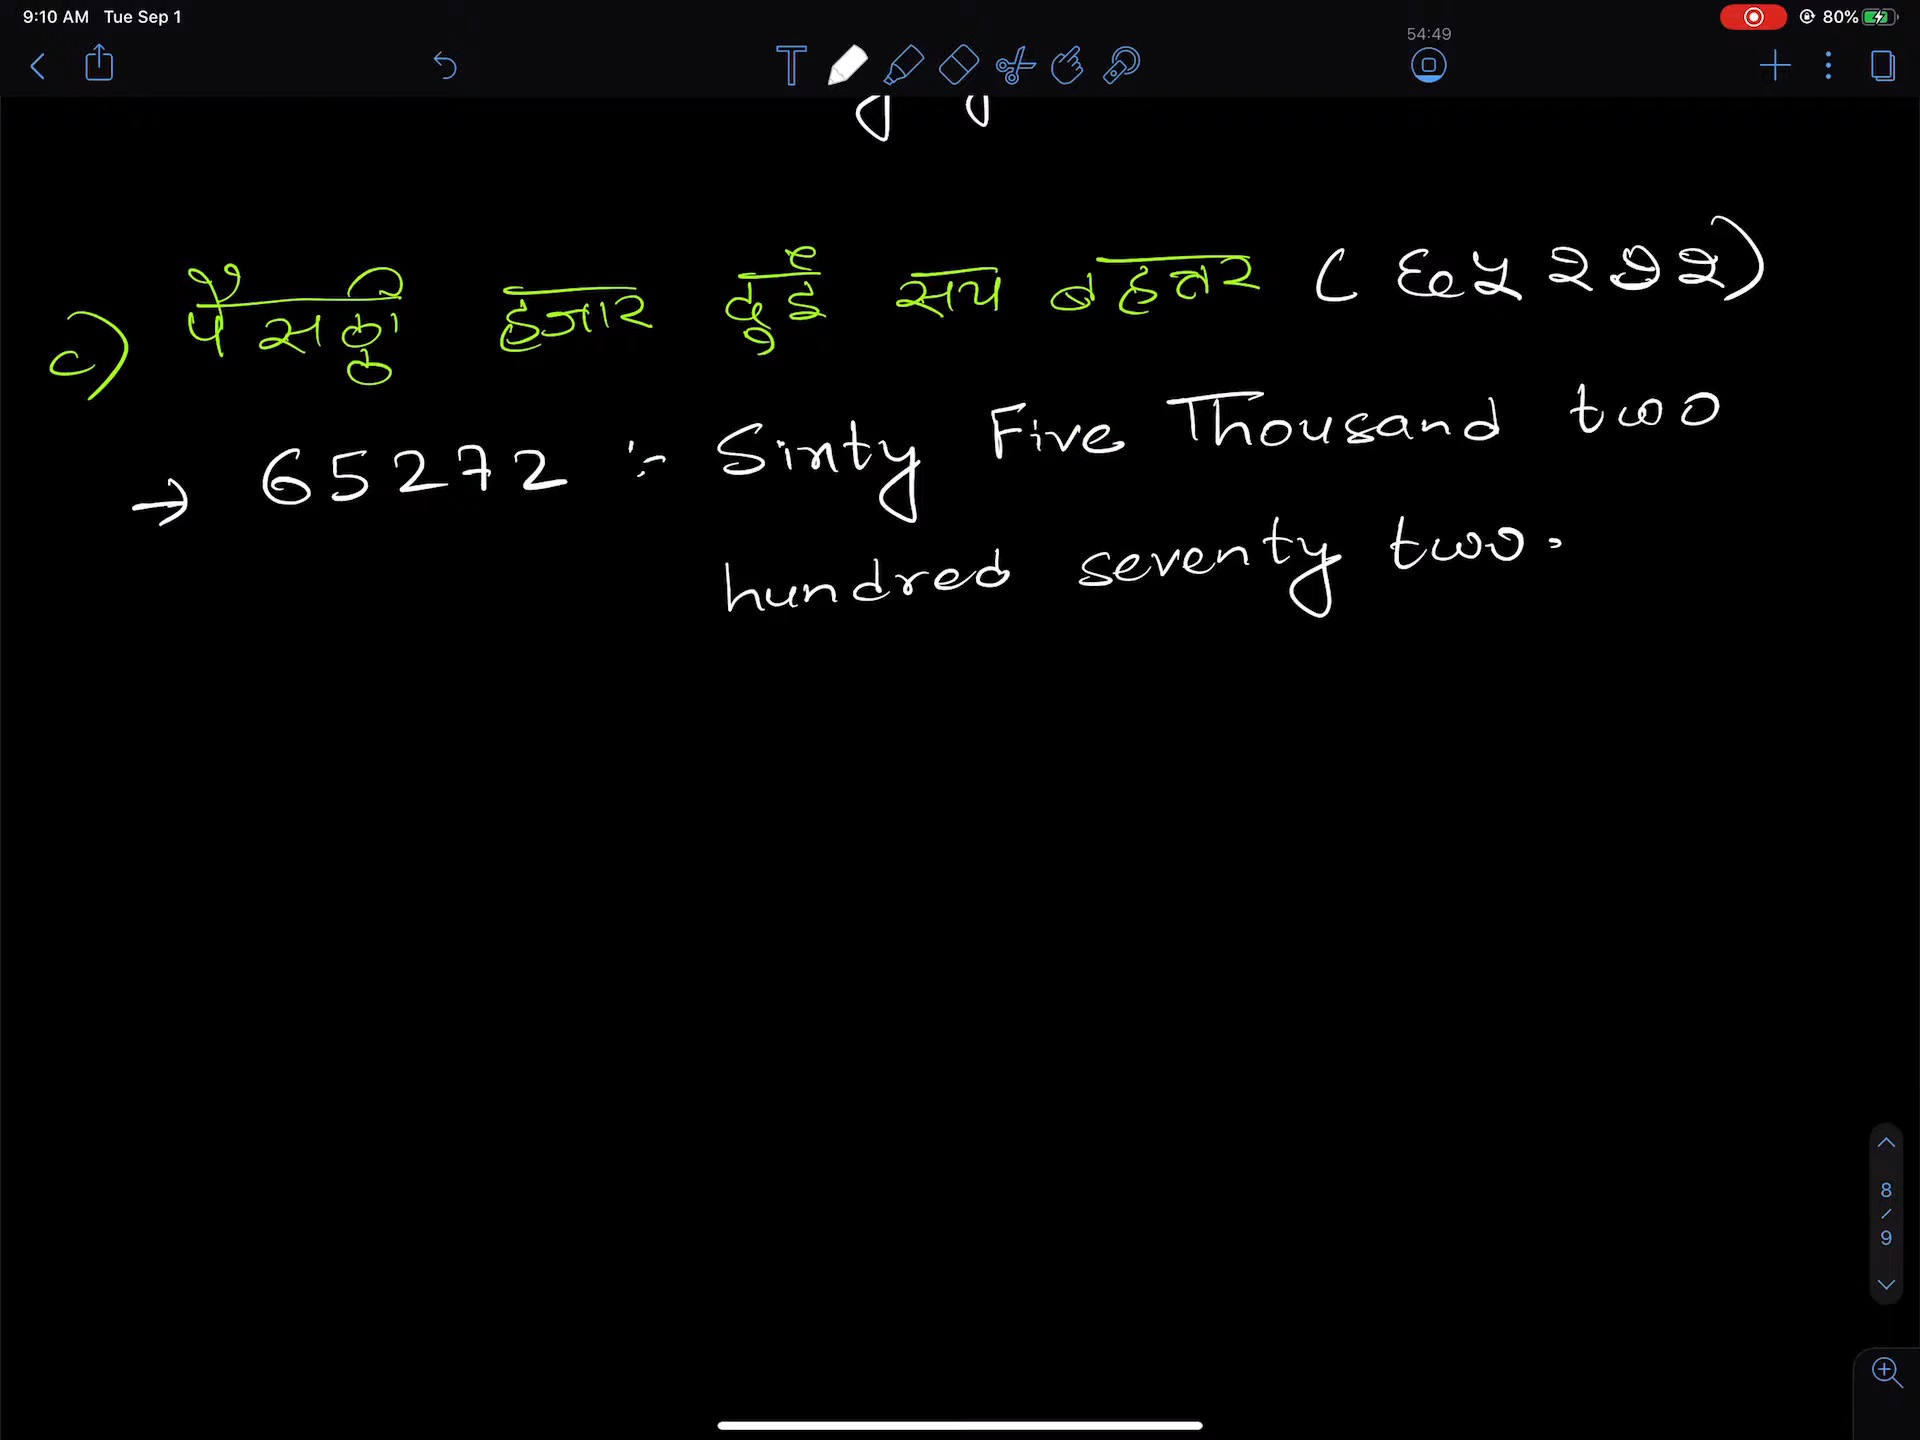 9:10 AM Tue Sep 1
80%
54:49
c) पैंसठ्ठी हजार दुई सय बहत्तर ( ६५२७२)
→ 65272 :- Sixty Five Thousand two
hundred seventy two.
8
/
9